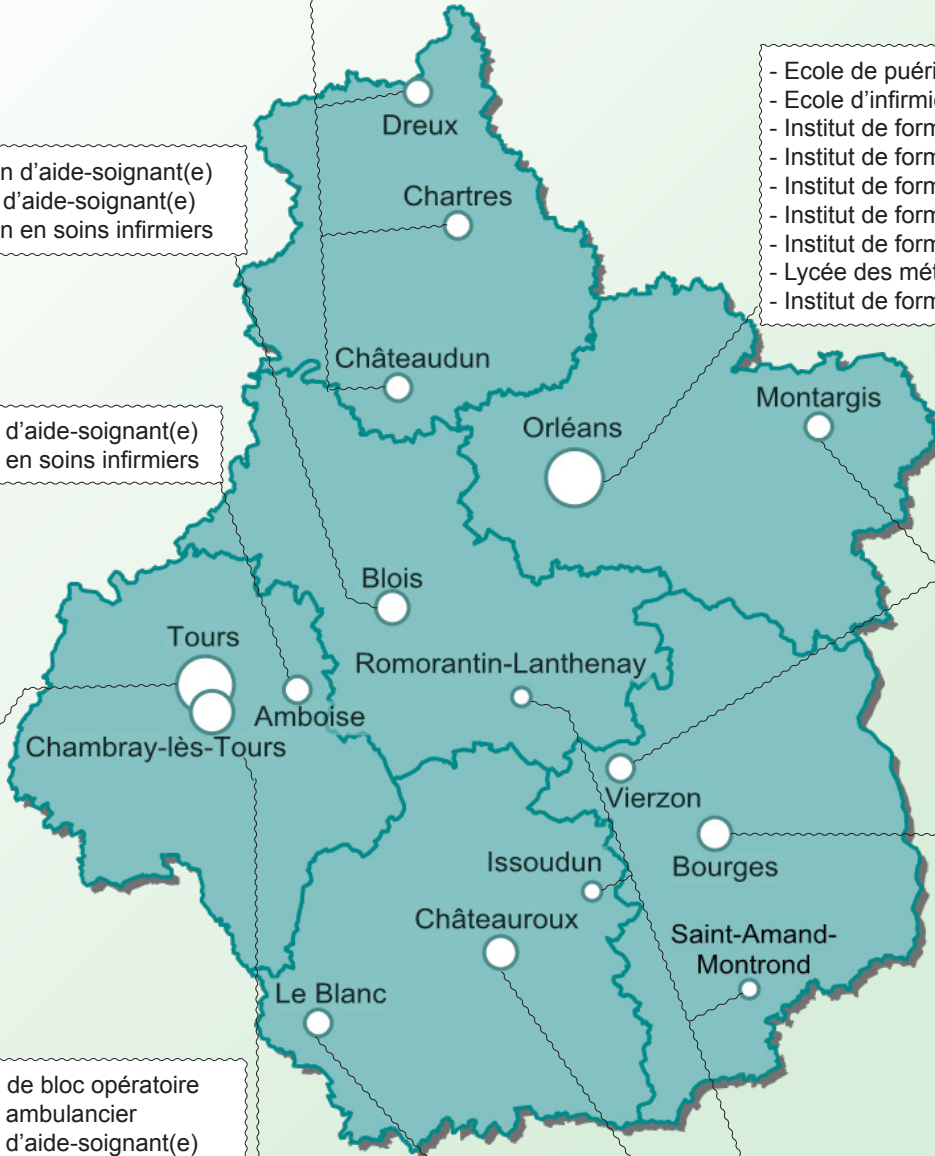 - Ecole de puéri
- Ecole d'infirmiè
- Institut de form
- Institut de form
- Institut de form
- Institut de form
- Institut de form
- Lycée des mét
- Institut de form
Dreux
n d'aide-soignant(e)
d'aide-soignant(e)
n en soins infirmiers
Chartres
Châteaudun
Montargis
d'aide-soignant(e)
en soins infirmiers
Orléans
Blois
Tours
Romorantin-Lanthenay
Amboise
Chambray-lès-Tours
Vierzon
Bourges
Issoudun
Châteauroux
Saint-Amand-
Montrond
Le Blanc
de bloc opératoire
ambulancier
d'aide-soignant(e)